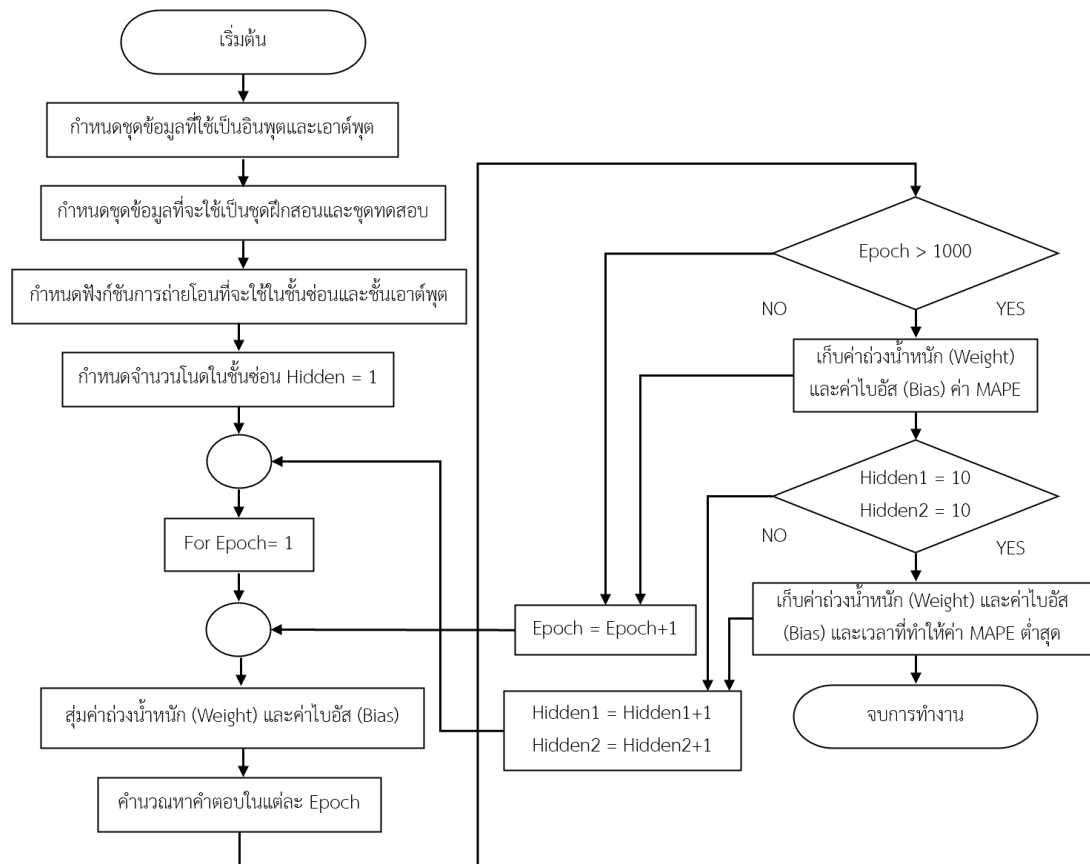 เริ่มต้น
กำหนดชุดข้อมูลที่ใช้เป็นอินพุตและเอาต์พุต
กำหนดชุดข้อมูลที่จะใช้เป็นชุดฝึกสอนและชุดทดสอบ
กำหนดฟังก์ชันการถ่ายโอนที่จะใช้ในชั้นซ่อนและชั้นเอาต์พุต
กำหนดจำนวนโนดในชั้นซ่อน Hidden = 1
For Epoch= 1
สุ่มค่าถ่วงน้ำหนัก (Weight) และค่าไบอัส (Bias)
คำนวณหาคำตอบในแต่ละ Epoch
Epoch > 1000
NO
YES
เก็บค่าถ่วงน้ำหนัก (Weight)
และค่าไบอัส (Bias) ค่า MAPE
Hidden1 = 10
Hidden2 = 10
NO
YES
Epoch = Epoch+1
เก็บค่าถ่วงน้ำหนัก (Weight) และค่าไบอัส
(Bias) และเวลาที่ทำให้ค่า MAPE ต่ำสุด
Hidden1 = Hidden1+1
Hidden2 = Hidden2+1
จบการทำงาน